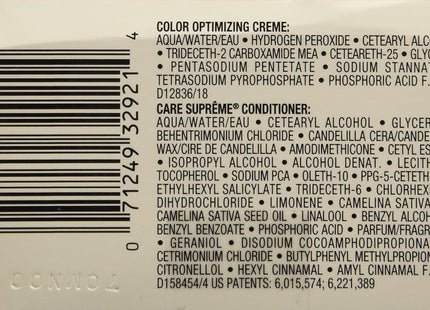 COLOR OPTIMIZING CREME:
AQUA/WATER/EAU • HYDROGEN PEROXIDE • CETEARYL ALCO
• TRIDECETH-2 CARBOXAMIDE MEA • CETEARETH-25 • GLYC
• PENTASODIUM PENTETATE • SODIUM STANNAT
TETRASODIUM PYROPHOSPHATE • PHOSPHORIC ACID F.
D12836/18
CARE SUPRÊME® CONDITIONER:
AQUA/WATER/EAU • CETEARYL ALCOHOL • GLYCER
BEHENTRIMONIUM CHLORIDE • CANDELILLA CERA/CANDE
WAX/CIRE DE CANDELILLA • AMODIMETHICONE • CETYL ES
• ISOPROPYL ALCOHOL • ALCOHOL DENAT. • LECITH
TOCOPHEROL • SODIUM PCA • OLETH-10 • PPG-5-CETETH
ETHYLHEXYL SALICYLATE • TRIDECETH-6 • CHLORHEX
DIHYDROCHLORIDE • LIMONENE • CAMELINA SATIVA
CAMELINA SATIVA SEED OIL • LINALOOL • BENZYL ALCOH
BENZYL BENZOATE • PHOSPHORIC ACID • PARFUM/FRAGR
• GERANIOL • DISODIUM COCOAMPHODIPROPIONA
CETRIMONIUM CHLORIDE • BUTYLPHENYL METHYLPROPION
CITRONELLOL • HEXYL CINNAMAL • AMYL CINNAMAL F.
D158454/4 US PATENTS: 6,015,574; 6,221,389
0 71249 32921 4